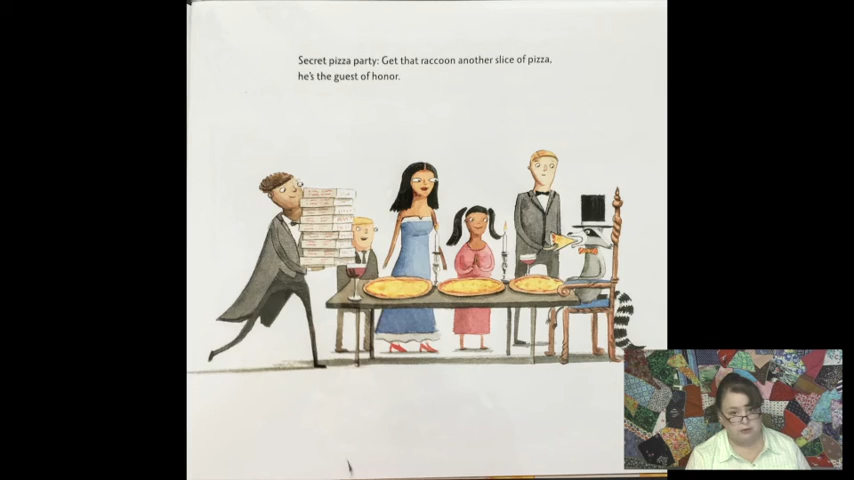 Secret pizza party: Get that raccoon another slice of pizza,
he's the guest of honor.